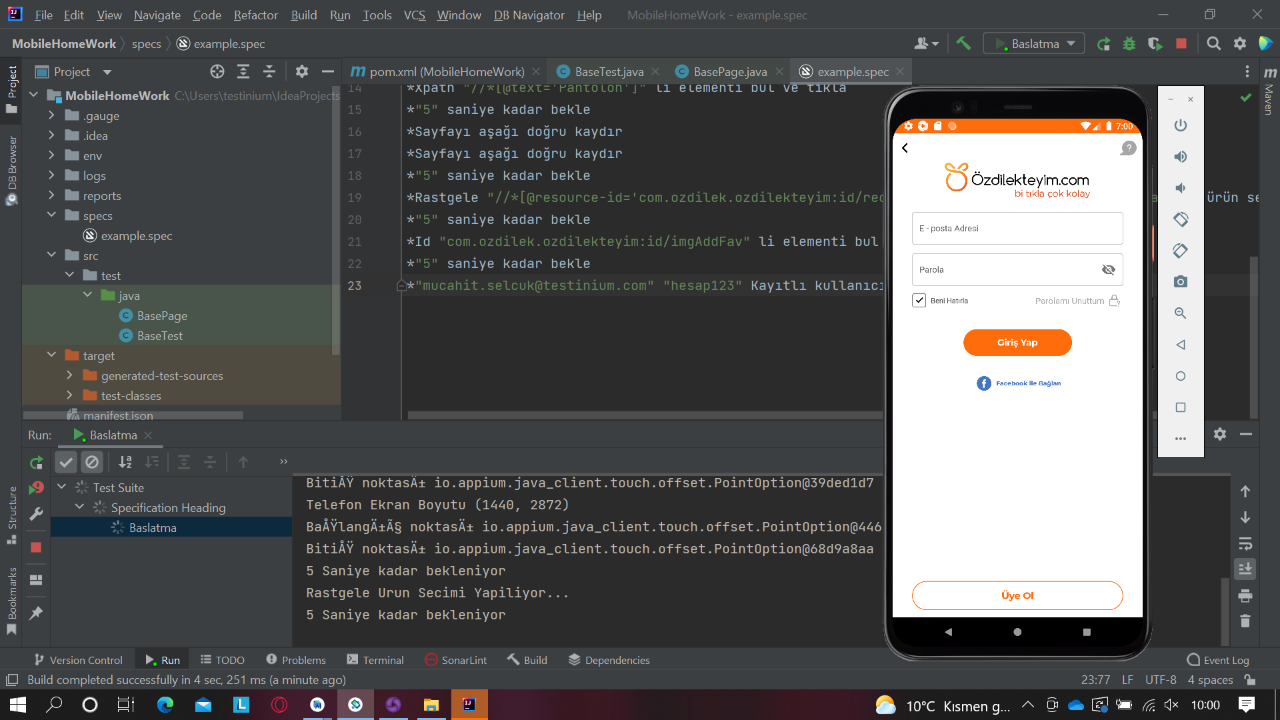 File Edit View Navigate Code Refactor Build Run Tools VCS Window DB Navigator Help MobileHomeWork - example.spec
MobileHomeWork specs example.spec Baslatma
Project pom.xml (MobileHomeWork) BaseTest.java BasePage.java example.spec
MobileHomeWork C:\Users\testinium\IdeaProjects
.gauge
.idea
env
logs
reports
specs
example.spec
src
test
java
BasePage
BaseTest
target
generated-test-sources
test-classes
manifest.json
Project
DB Browser
Structure
Bookmarks
Maven
14 *Xpath "//*[@text='Pantolon']" li elementi bul ve tıkla
15 *"5" saniye kadar bekle
16 *Sayfayı aşağı doğru kaydır
17 *Sayfayı aşağı doğru kaydır
18 *"5" saniye kadar bekle
19 *Rastgele "//*[@resource-id='com.ozdilek.ozdilekteyim:id/rec ürün se
20 *"5" saniye kadar bekle
21 *Id "com.ozdilek.ozdilekteyim:id/imgAddFav" li elementi bul
22 *"5" saniye kadar bekle
23 *"mucahit.selcuk@testinium.com" "hesap123" Kayıtlı kullanıcı
7:00
Özdilekteyim.com
bi tıkla çok kolay
E - posta Adresi
Parola
Beni Hatırla Parolamı Unuttum
Giriş Yap
Facebook İle Bağlan
Üye Ol
Run: Baslatma
Test Suite
Specification Heading
Baslatma
BitiÅŸ noktasÄ± io.appium.java_client.touch.offset.PointOption@39ded1d7
Telefon Ekran Boyutu (1440, 2872)
BaÅŸlangÄ±Ã§ noktasÄ± io.appium.java_client.touch.offset.PointOption@446
BitiÅŸ noktasÄ± io.appium.java_client.touch.offset.PointOption@68d9a8aa
5 Saniye kadar bekleniyor
Rastgele Urun Secimi Yapiliyor...
5 Saniye kadar bekleniyor
Version Control Run TODO Problems Terminal SonarLint Build Dependencies Event Log
Build completed successfully in 4 sec, 251 ms (a minute ago) 23:77 LF UTF-8 4 spaces
10°C Kısmen g... 10:00